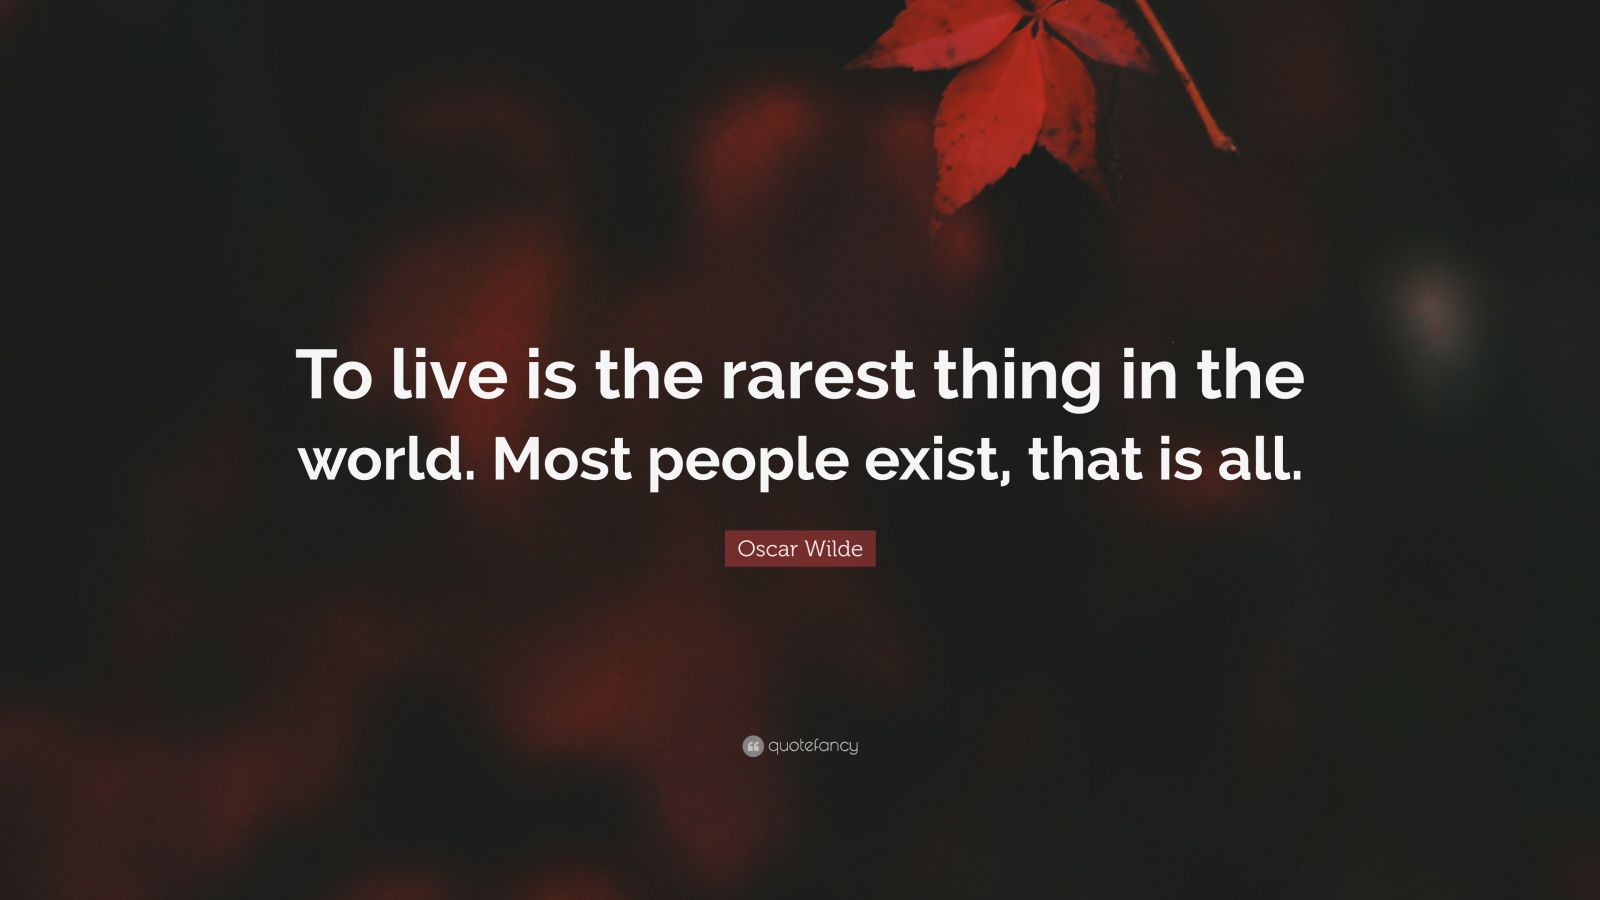 To live is the rarest thing in the
world. Most people exist, that is all.
Oscar Wilde
quotefancy